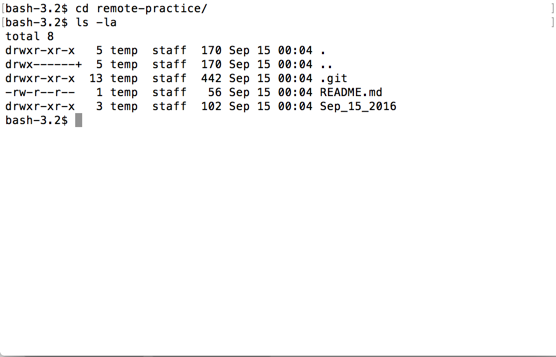 [bash-3.2$ cd remote-practice/ ]
[bash-3.2$ ls -la ]
total 8
drwxr-xr-x   5 temp  staff  170 Sep 15 00:04 .
drwx------+  5 temp  staff  170 Sep 15 00:04 ..
drwxr-xr-x  13 temp  staff  442 Sep 15 00:04 .git
-rw-r--r--   1 temp  staff   56 Sep 15 00:04 README.md
drwxr-xr-x   3 temp  staff  102 Sep 15 00:04 Sep_15_2016
bash-3.2$